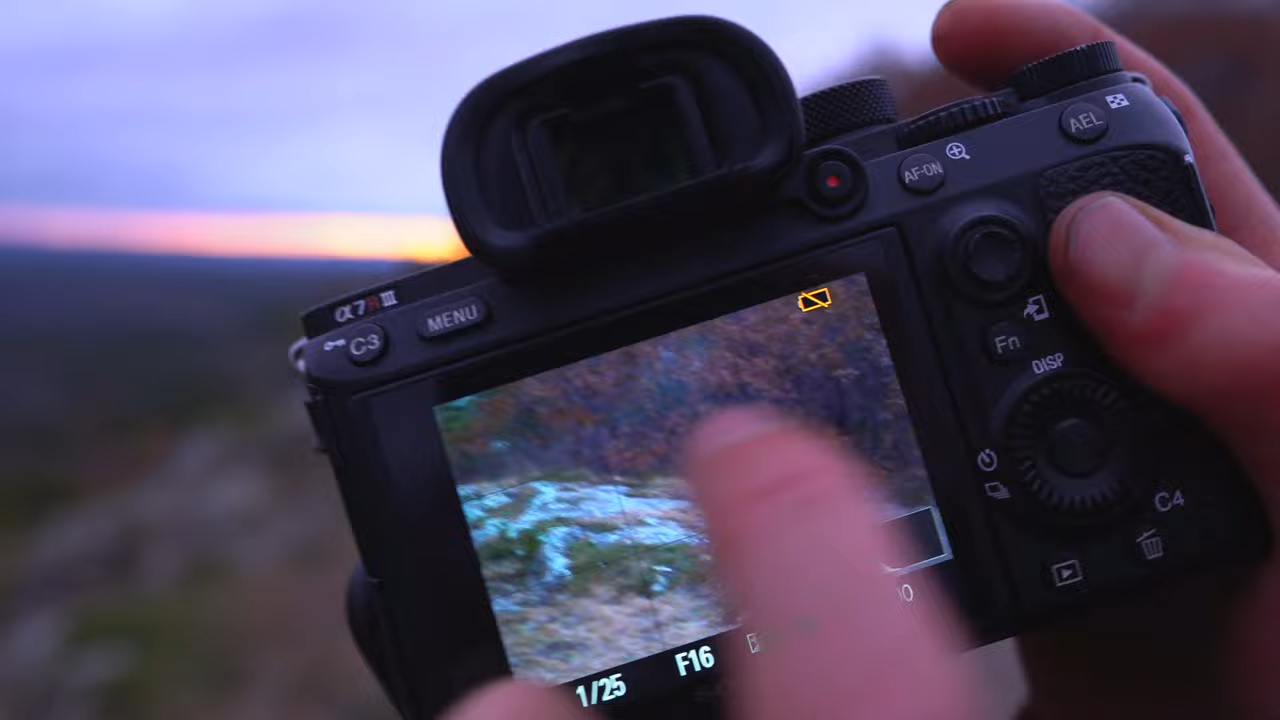 AEL
AF-ON
α7RIII
MENU
C3
Fn
DISP
C4
F16
1/25